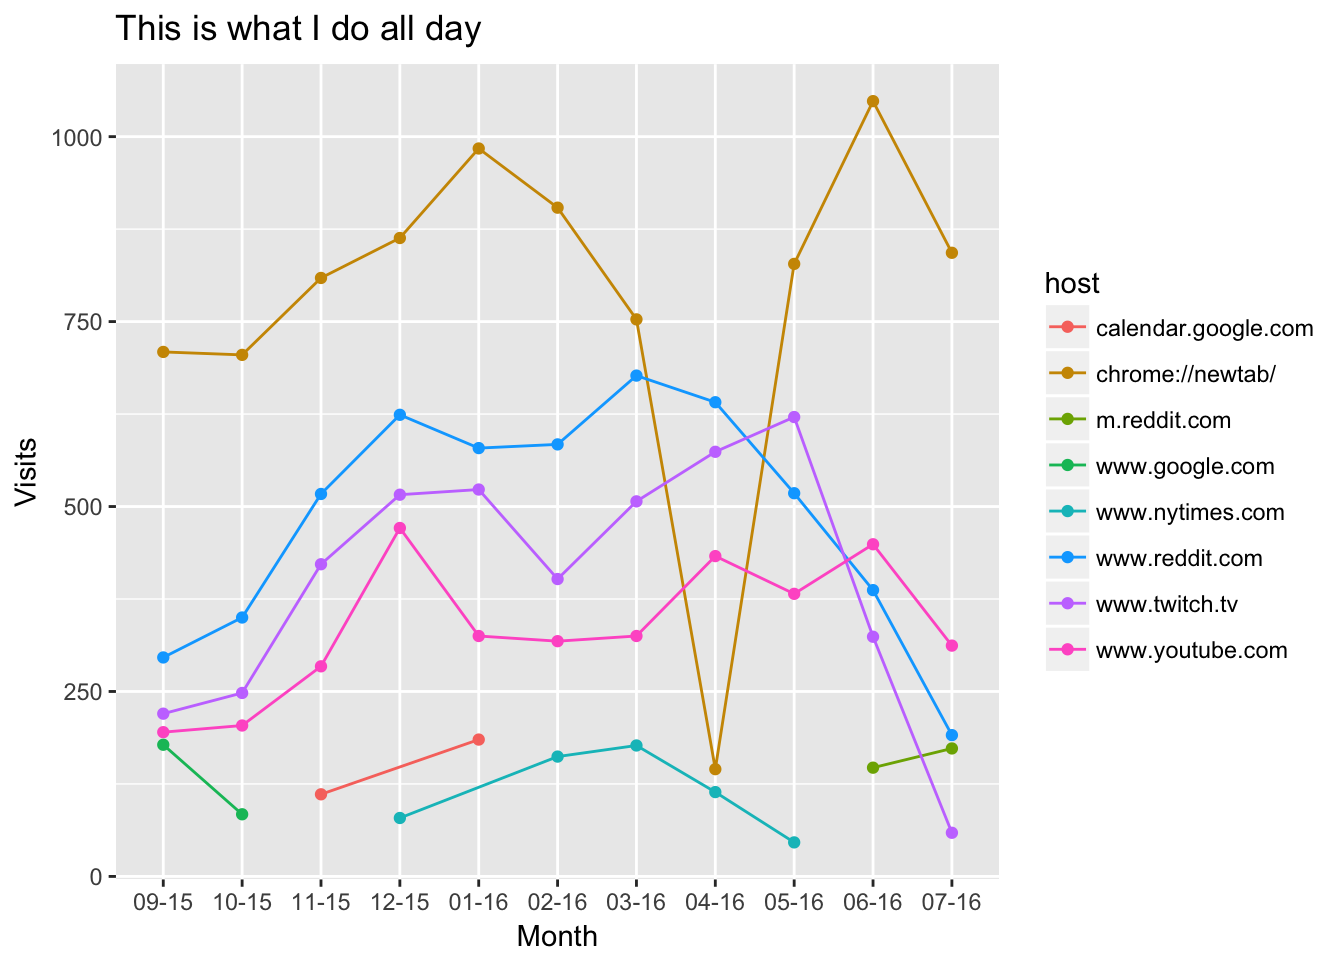 This is what I do all day
1000
750
500
250
0
Visits
09-15 10-15 11-15 12-15 01-16 02-16 03-16 04-16 05-16 06-16 07-16
Month
host
calendar.google.com
chrome://newtab/
m.reddit.com
www.google.com
www.nytimes.com
www.reddit.com
www.twitch.tv
www.youtube.com